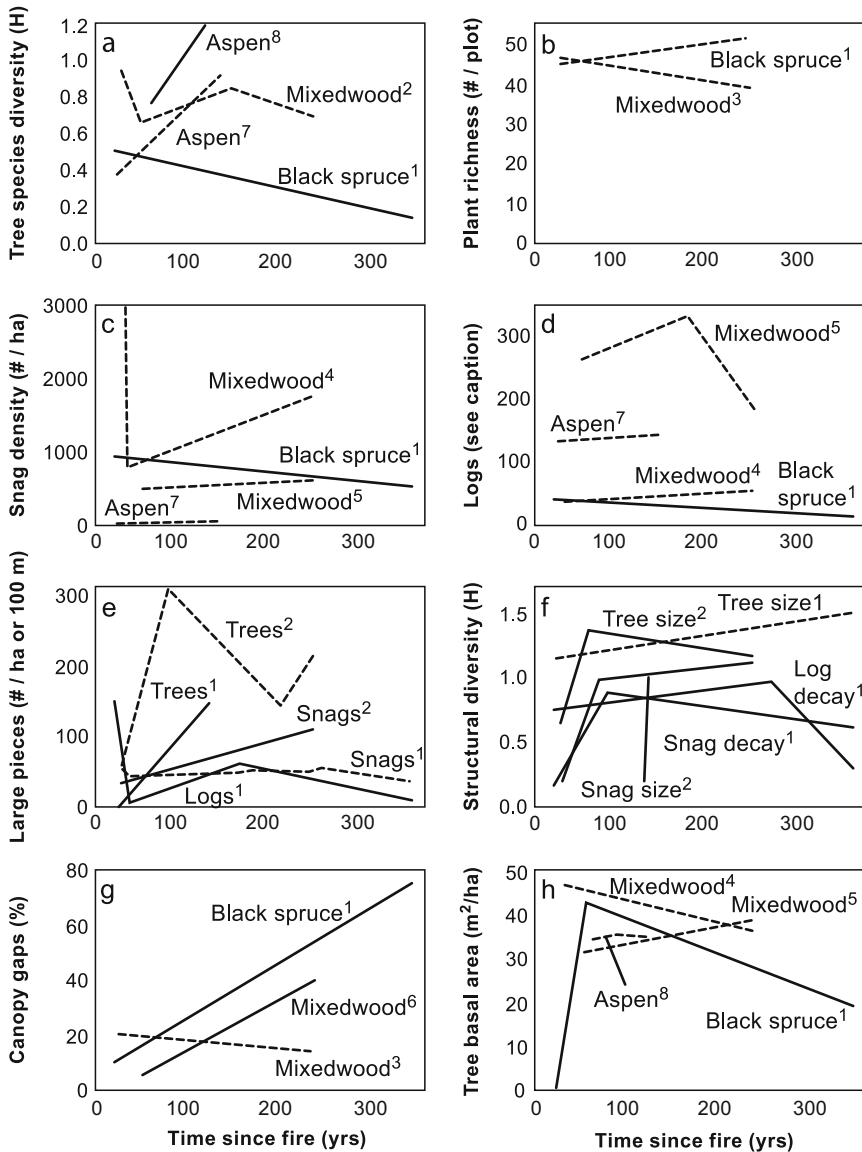 Tree species diversity (H)
1.2
1.0
0.8
0.6
0.4
0.2
0.0
a
Aspen⁸
Mixedwood²
Aspen⁷
Black spruce¹
0 100 200 300
Plant richness (# / plot)
50
40
30
20
10
0
b
Black spruce¹
Mixedwood³
0 100 200 300
Snag density (# / ha)
3000
2000
1000
0
c
Mixedwood⁴
Black spruce¹
Mixedwood⁵
Aspen⁷
0 100 200 300
Logs (see caption)
300
200
100
0
d
Mixedwood⁵
Aspen⁷
Mixedwood⁴
Black
spruce¹
0 100 200 300
Large pieces (# / ha or 100 m)
300
200
100
50
0
e
Trees²
Trees¹
Snags²
Snags¹
Logs¹
0 100 200 300
Structural diversity (H)
1.5
1.0
0.5
0.0
f
Tree size1
Tree size²
Log
decay¹
Snag decay¹
Snag size²
0 100 200 300
Canopy gaps (%)
80
60
40
20
0
g
Black spruce¹
Mixedwood⁶
Mixedwood³
0 100 200 300
Time since fire (yrs)
Tree basal area (m²/ha)
50
40
30
20
10
0
h
Mixedwood⁴
Mixedwood⁵
Aspen⁸
Black spruce¹
0 100 200 300
Time since fire (yrs)